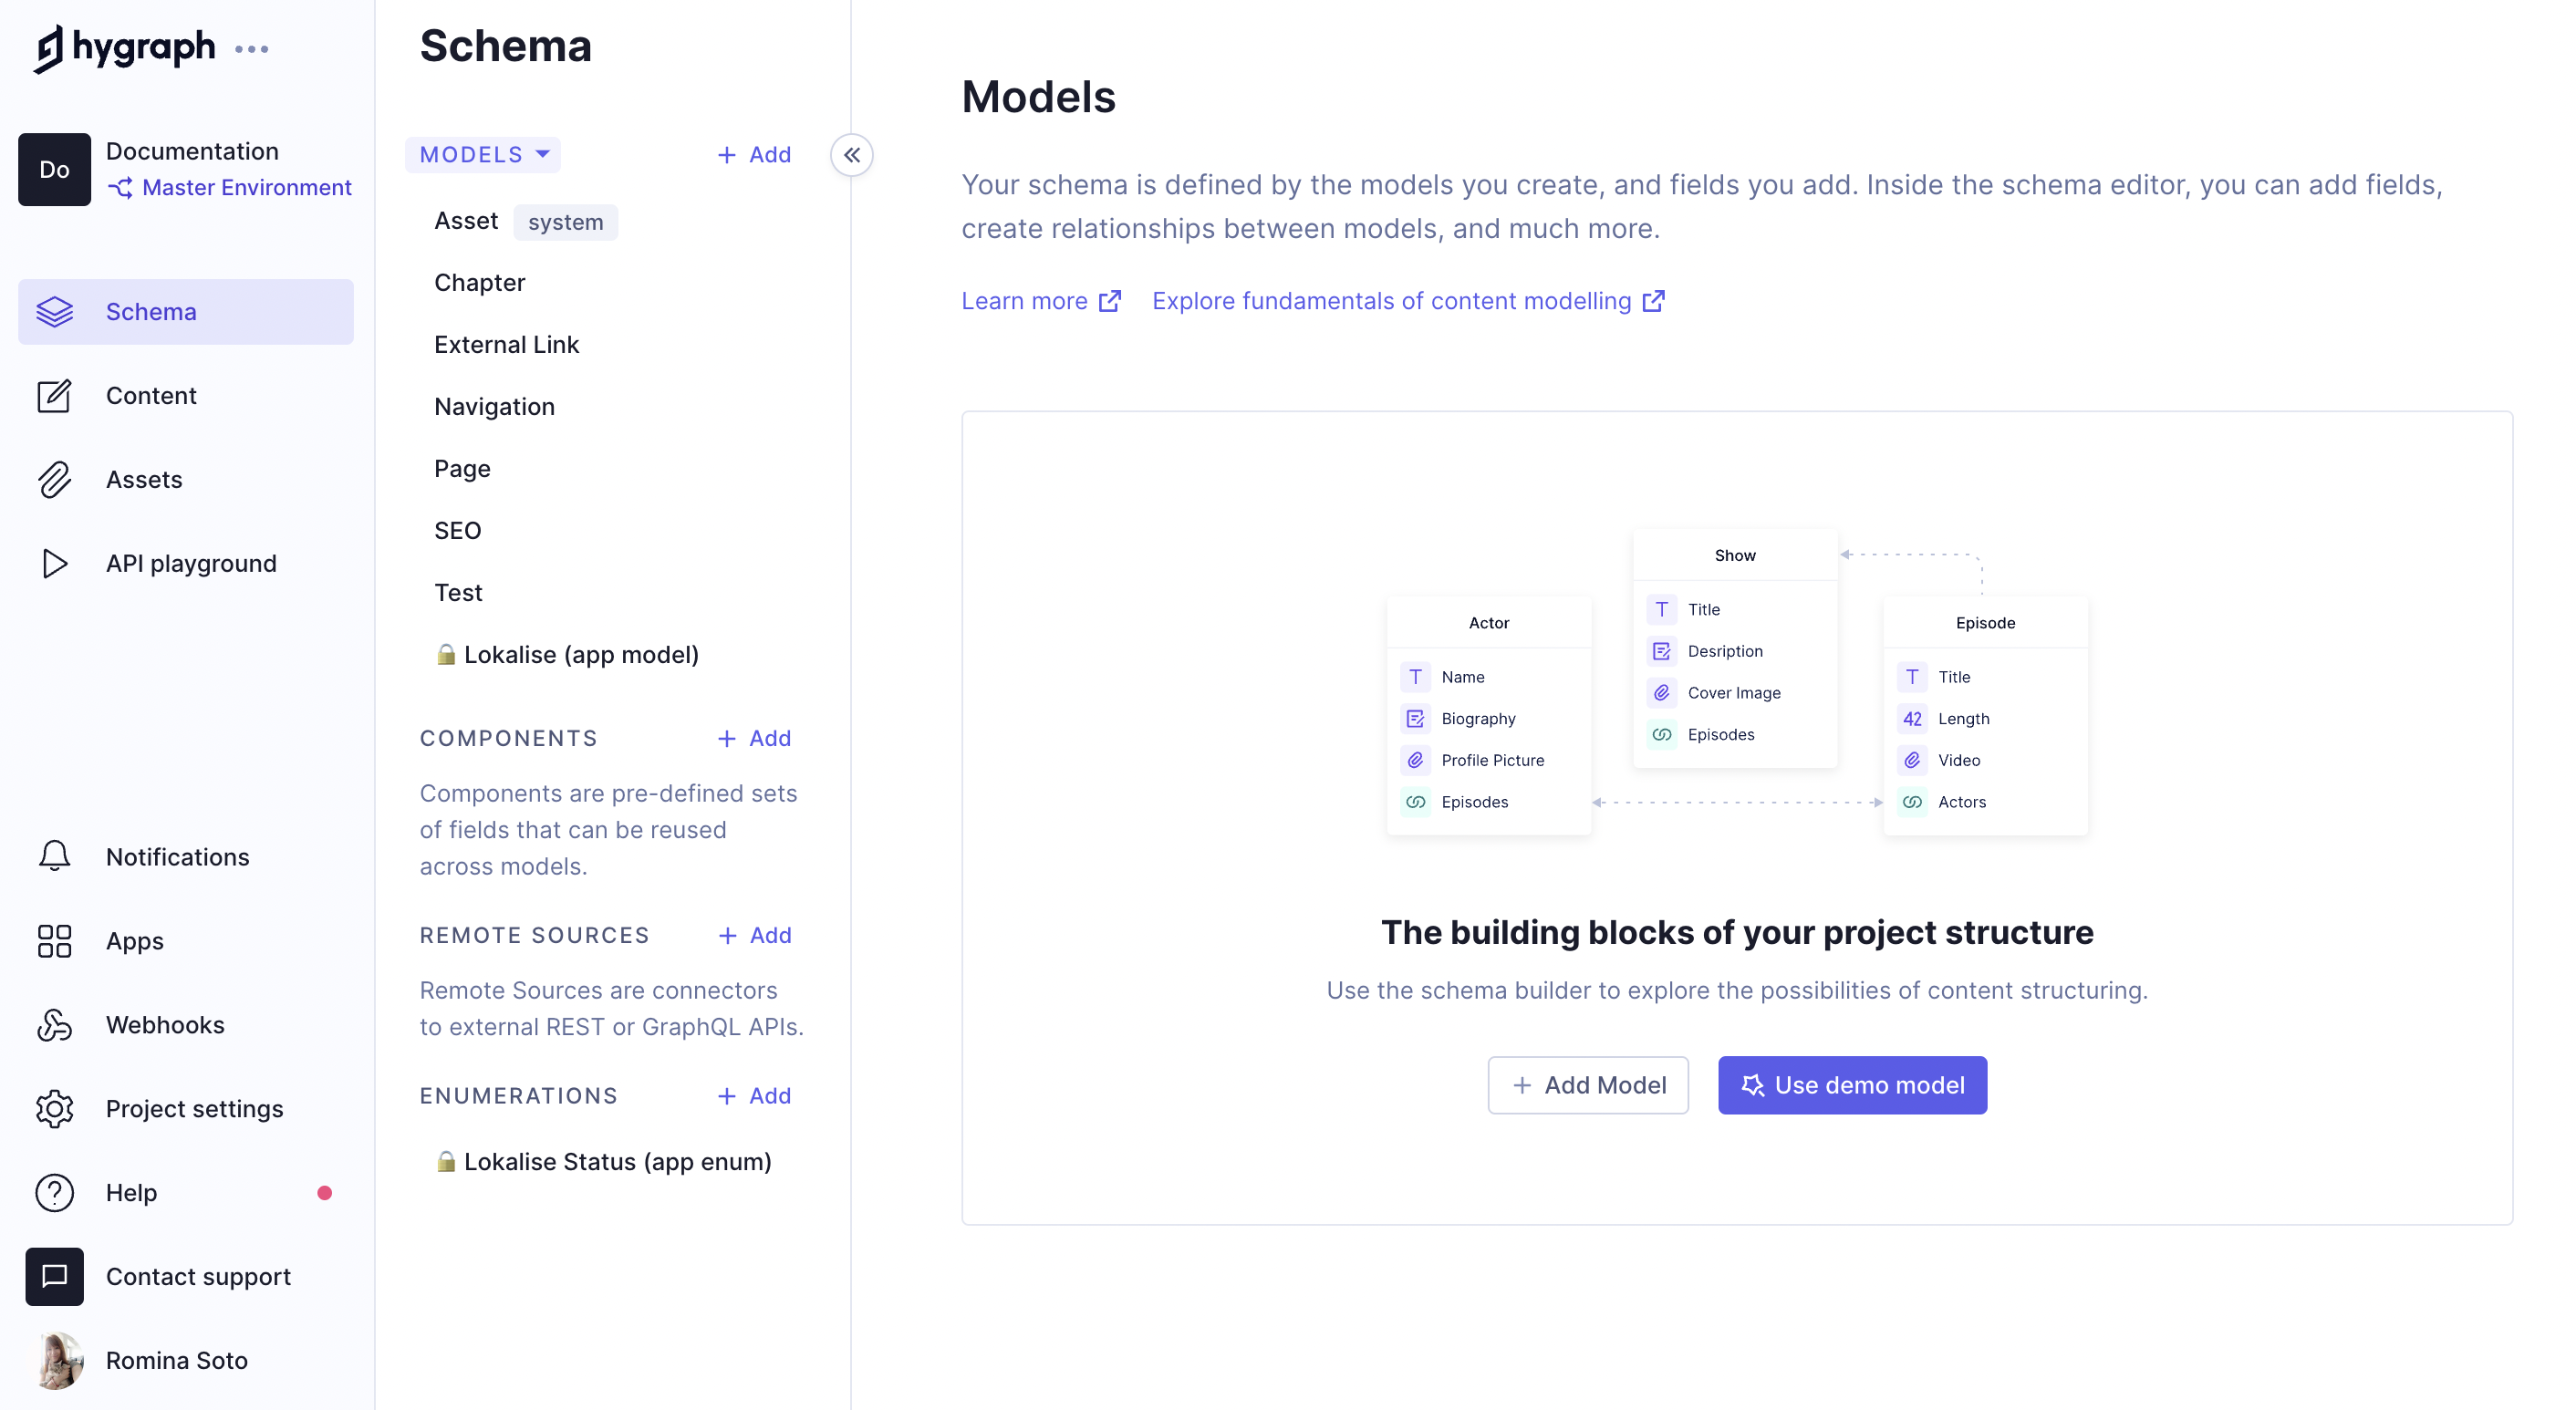 hygraph
Do
Documentation
Master Environment
Schema
Content
Assets
API playground
Notifications
Apps
Webhooks
Project settings
Help
Contact support
Romina Soto
Schema
MODELS
+ Add
Asset system
Chapter
External Link
Navigation
Page
SEO
Test
Lokalise (app model)
COMPONENTS
+ Add
Components are pre-defined sets
of fields that can be reused
across models.
REMOTE SOURCES
+ Add
Remote Sources are connectors
to external REST or GraphQL APIs.
ENUMERATIONS
+ Add
Lokalise Status (app enum)
Models
Your schema is defined by the models you create, and fields you add. Inside the schema editor, you can add fields,
create relationships between models, and much more.
Learn more
Explore fundamentals of content modelling
Actor
T Name
Biography
Profile Picture
Episodes
Show
T Title
Desription
Cover Image
Episodes
Episode
T Title
42 Length
Video
Actors
The building blocks of your project structure
Use the schema builder to explore the possibilities of content structuring.
+ Add Model
Use demo model